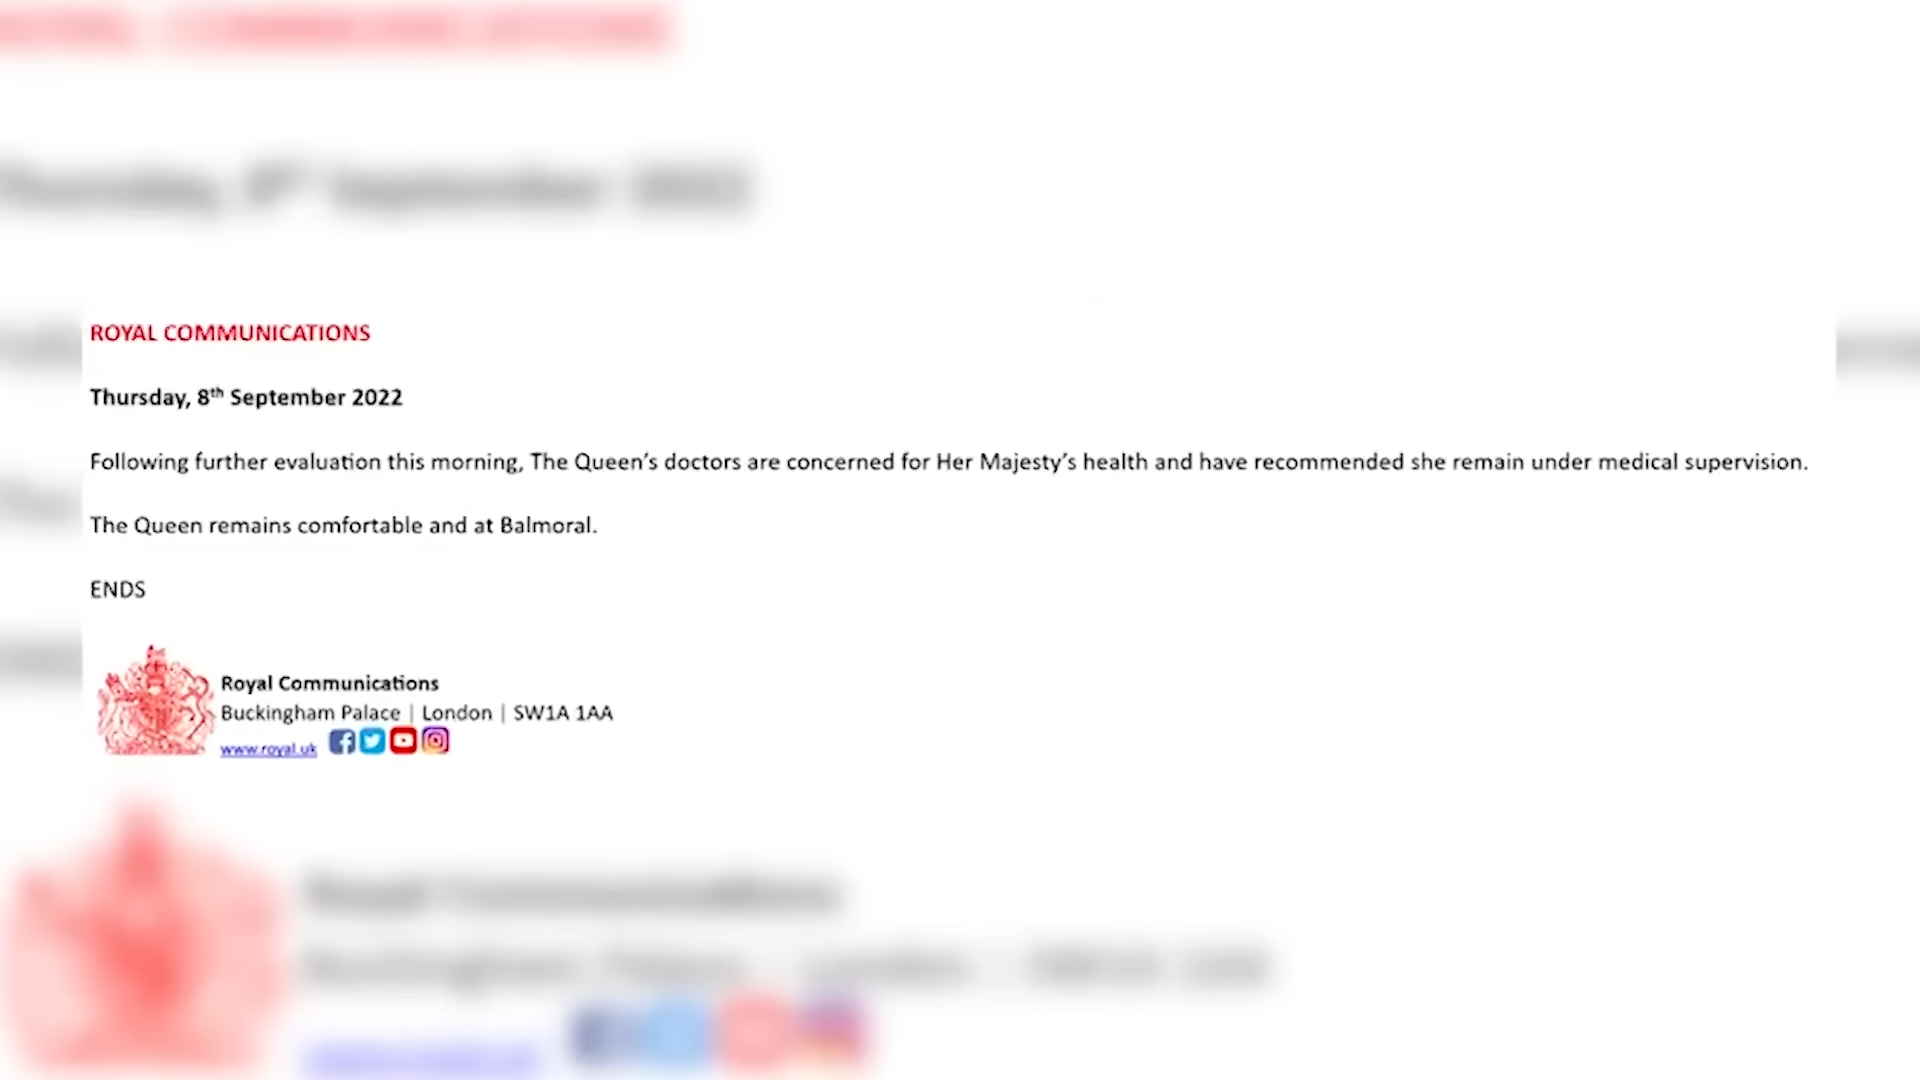 ROYAL COMMUNICATIONS
Thursday, 8th September 2022
Following further evaluation this morning, The Queen’s doctors are concerned for Her Majesty’s health and have recommended she remain under medical supervision.
The Queen remains comfortable and at Balmoral.
ENDS
Royal Communications
Buckingham Palace | London | SW1A 1AA
www.royal.uk